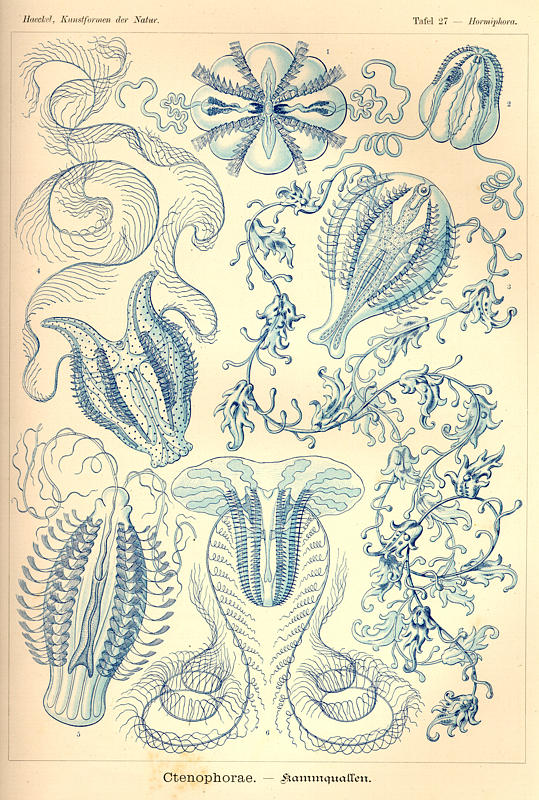 Haeckel, Kunstformen der Natur.
Tafel 27 — Hormiphora.
1
2
3
4
5
6
Ctenophorae. — Kammquallen.